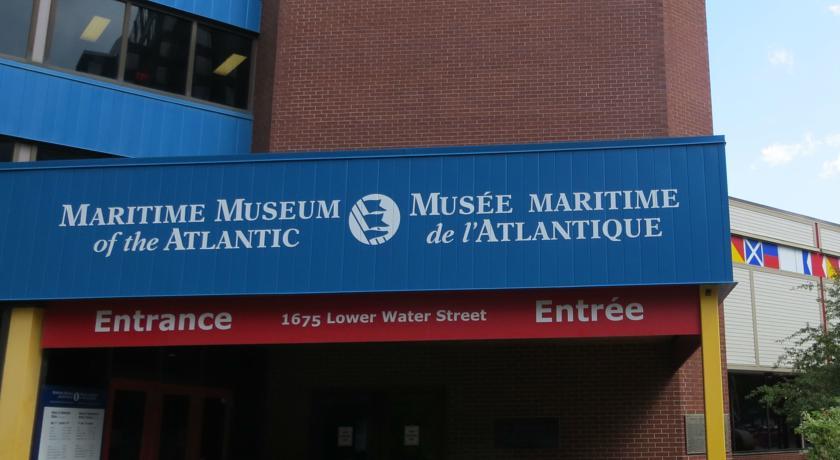 MARITIME MUSEUM
of the ATLANTIC
MUSÉE MARITIME
de l'ATLANTIQUE
Entrance
1675 Lower Water Street
Entrée